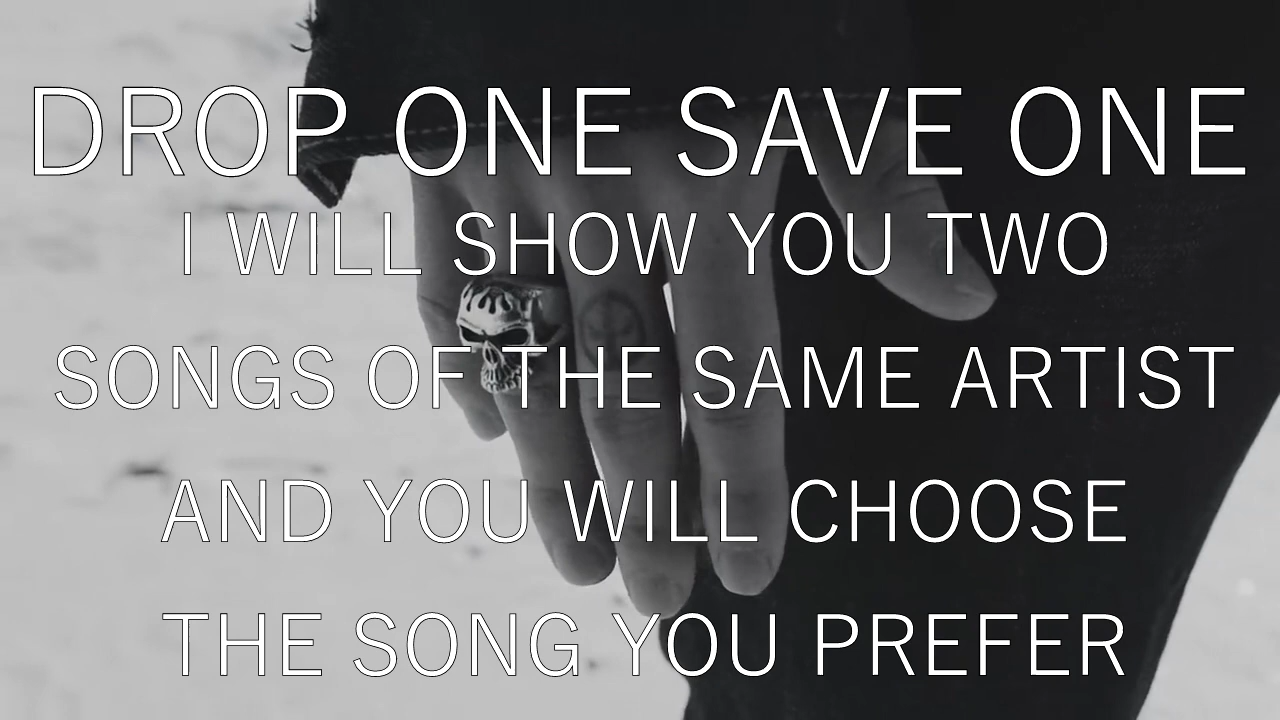 DROP ONE SAVE ONE
I WILL SHOW YOU TWO
SONGS OF THE SAME ARTIST
AND YOU WILL CHOOSE
THE SONG YOU PREFER